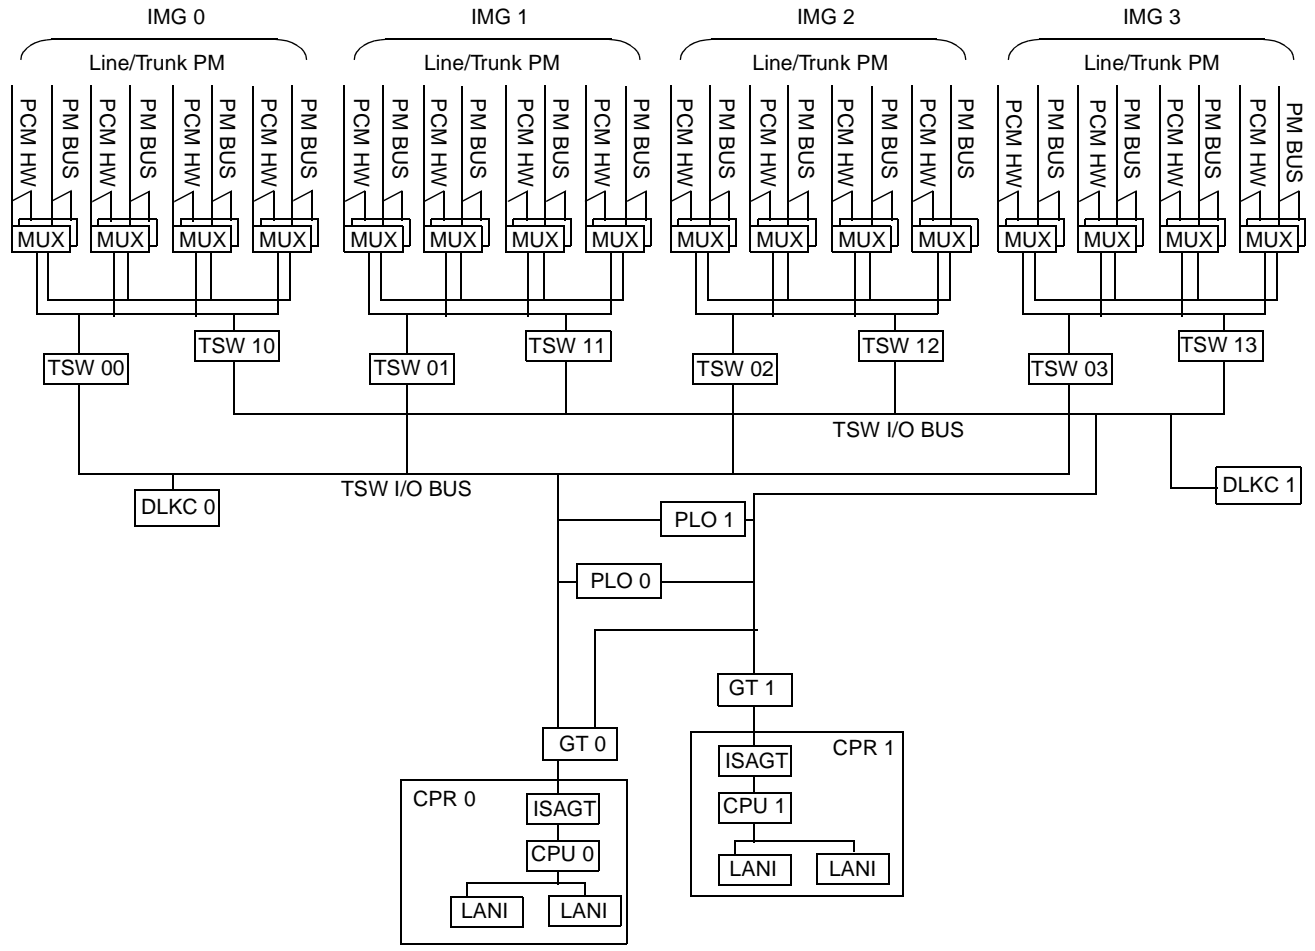 IMG 0 IMG 1 IMG 2 IMG 3
Line/Trunk PM Line/Trunk PM Line/Trunk PM Line/Trunk PM
PCM HW PM BUS PCM HW PM BUS PCM HW PM BUS PCM HW PM BUS PCM HW PM BUS PCM HW PM BUS PCM HW PM BUS PCM HW PM BUS PCM HW PM BUS PCM HW PM BUS PCM HW PM BUS PCM HW PM BUS PCM HW PM BUS PCM HW PM BUS PCM HW PM BUS PCM HW PM BUS
MUX MUX MUX MUX MUX MUX MUX MUX MUX MUX MUX MUX MUX MUX MUX MUX
TSW 10 TSW 11 TSW 12 TSW 13
TSW 00 TSW 01 TSW 02 TSW 03
TSW I/O BUS
TSW I/O BUS
DLKC 1
DLKC 0
PLO 1
PLO 0
GT 1
GT 0
CPR 1
ISAGT
CPU 1
LANI LANI
CPR 0
ISAGT
CPU 0
LANI LANI